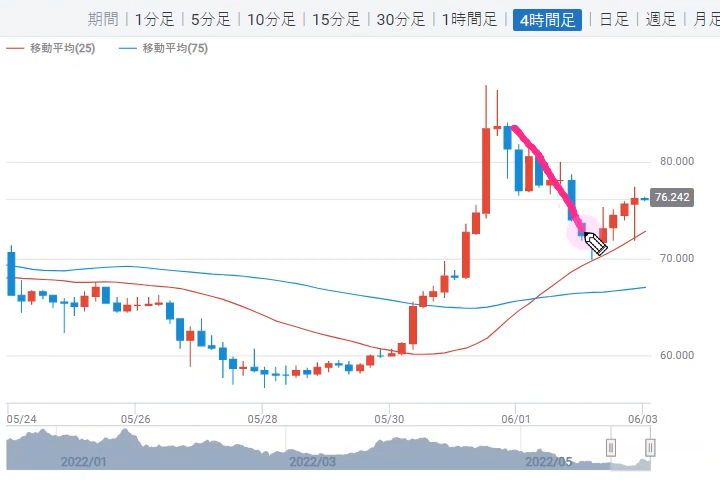 期間 | 1分足 | 5分足 | 10分足 | 15分足 | 30分足 | 1時間足 | 4時間足 | 日足 | 週足 | 月足
移動平均(25) 移動平均(75)
80.000
76.242
70.000
60.000
05/24 05/26 05/28 05/30 06/01 06/03
2022/01 2022/03 2022/05